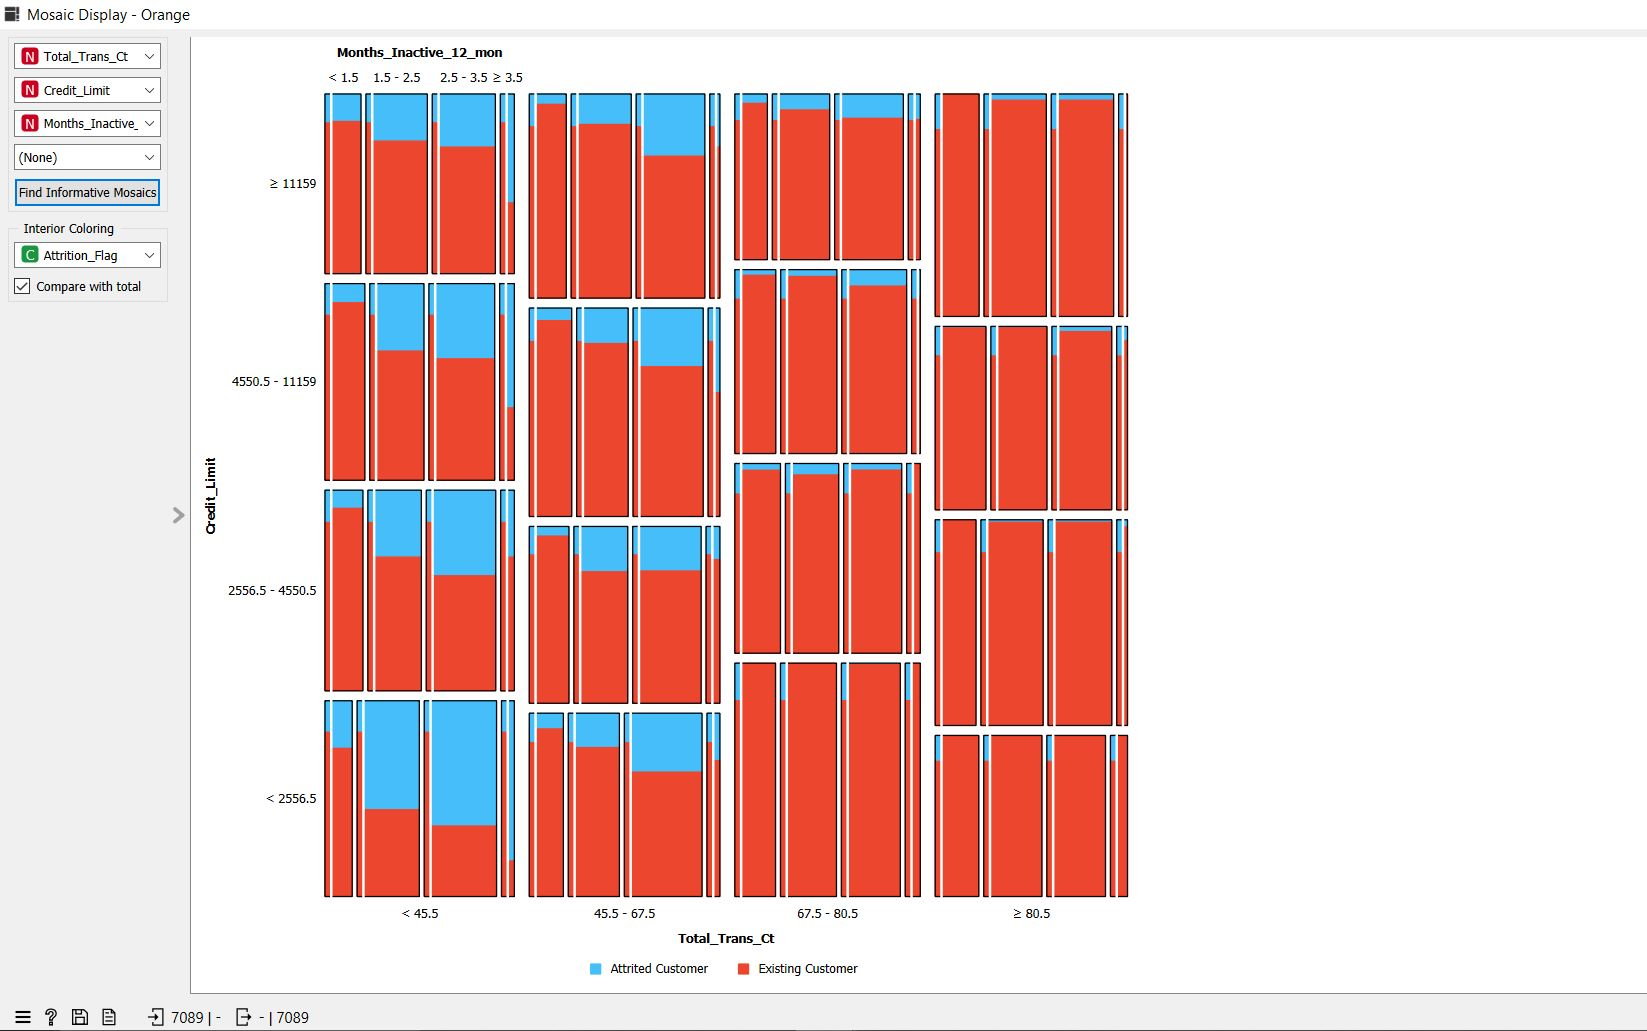 Mosaic Display - Orange
N Total_Trans_Ct
N Credit_Limit
N Months_Inactive_
(None)
Find Informative Mosaics
Interior Coloring
C Attrition_Flag
Compare with total
Months_Inactive_12_mon
< 1.5 1.5 - 2.5 2.5 - 3.5 ≥ 3.5
≥ 11159
4550.5 - 11159
Credit_Limit
2556.5 - 4550.5
< 2556.5
< 45.5 45.5 - 67.5 67.5 - 80.5 ≥ 80.5
Total_Trans_Ct
Attrited Customer Existing Customer
? 7089 | - - | 7089